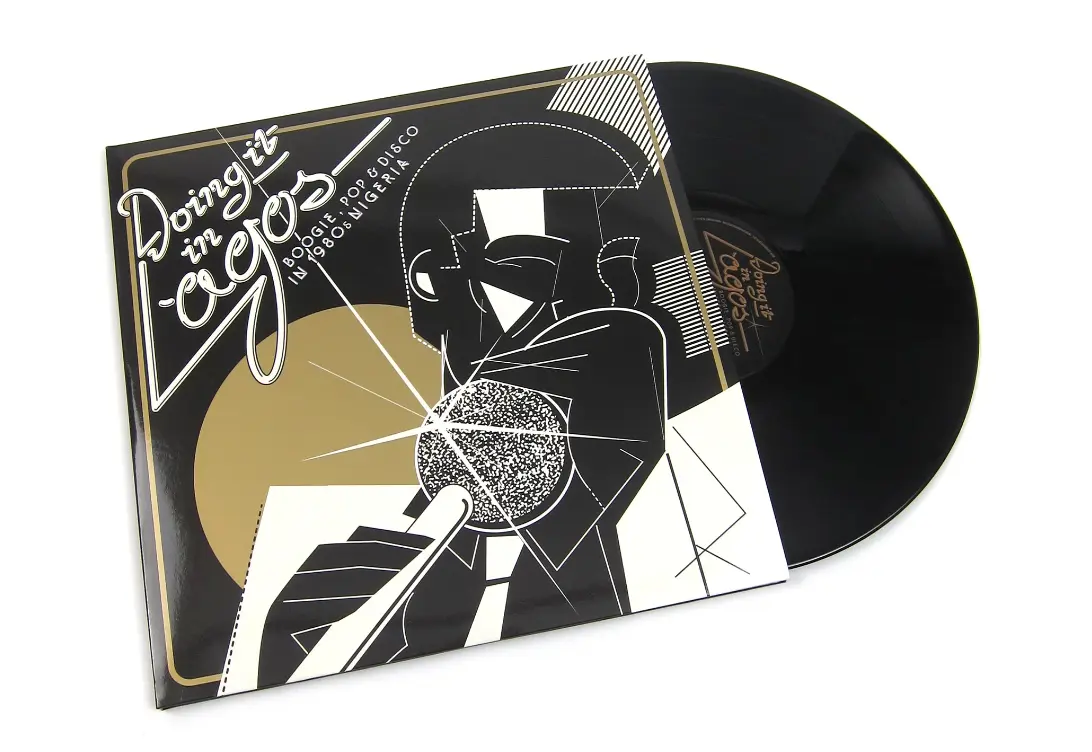 Doing it
in
Lagos
BOOGIE, POP & DISCO
IN 1980s NIGERIA
Doing it
in
Lagos